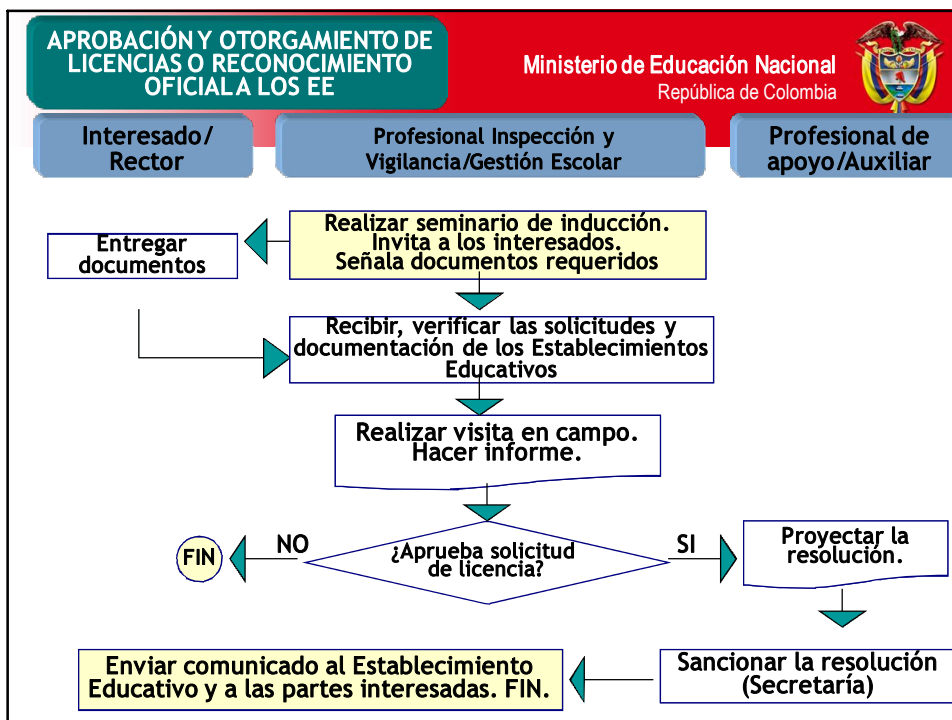 APROBACIÓN Y OTORGAMIENTO DE
LICENCIAS O RECONOCIMIENTO
OFICIAL A LOS EE
Ministerio de Educación Nacional
República de Colombia
Interesado/
Rector
Profesional Inspección y
Vigilancia/Gestión Escolar
Profesional de
apoyo/Auxiliar
Realizar seminario de inducción.
Invita a los interesados.
Señala documentos requeridos
Entregar
documentos
Recibir, verificar las solicitudes y
documentación de los Establecimientos
Educativos
Realizar visita en campo.
Hacer informe.
¿Aprueba solicitud
de licencia?
NO
FIN
SI
Proyectar la
resolución.
Sancionar la resolución
(Secretaría)
Enviar comunicado al Establecimiento
Educativo y a las partes interesadas. FIN.